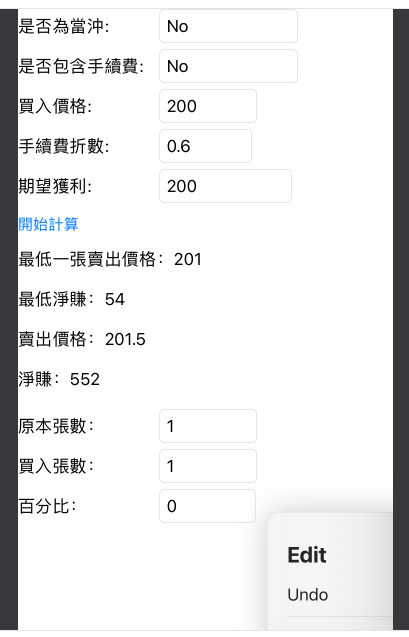 是否為當沖: No
是否包含手續費: No
買入價格: 200
手續費折數: 0.6
期望獲利: 200
開始計算
最低一張賣出價格：201
最低淨賺：54
賣出價格：201.5
淨賺：552
原本張數： 1
買入張數： 1
百分比： 0
Edit
Undo